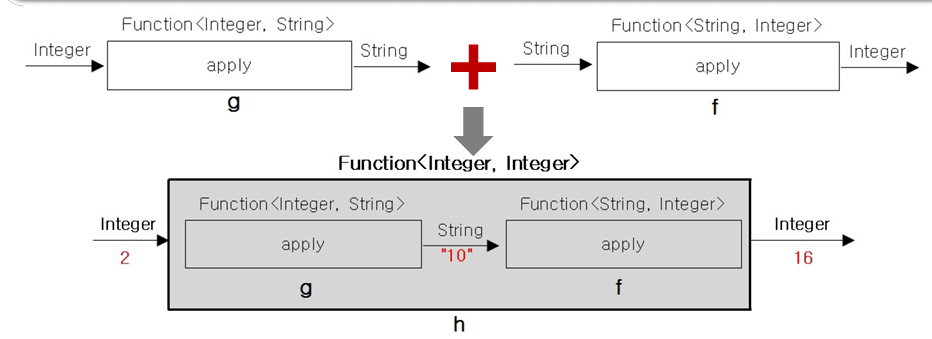 Function<Integer, String>
Integer
apply
String
g
Function<String, Integer>
String
apply
Integer
f
Function<Integer, Integer>
Integer
2
Function<Integer, String>
apply
g
String
"10"
Function<String, Integer>
apply
f
Integer
16
h